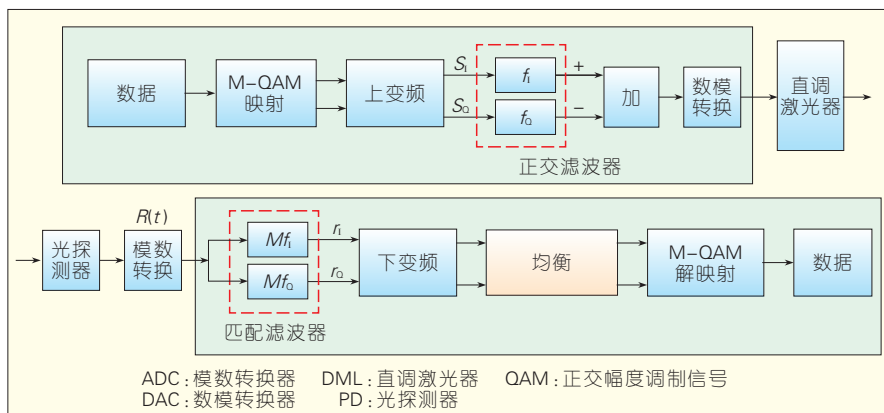 数据
M-QAM
映射
上变频
S_I
S_Q
f_I
f_Q
+
−
加
数模
转换
直调
激光器
正交滤波器
R(t)
光探
测器
模数
转换
Mf_I
Mf_Q
r_I
r_Q
下变频
均衡
M-QAM
解映射
数据
匹配滤波器
ADC：模数转换器 DML：直调激光器 QAM：正交幅度调制信号
DAC：数模转换器 PD：光探测器